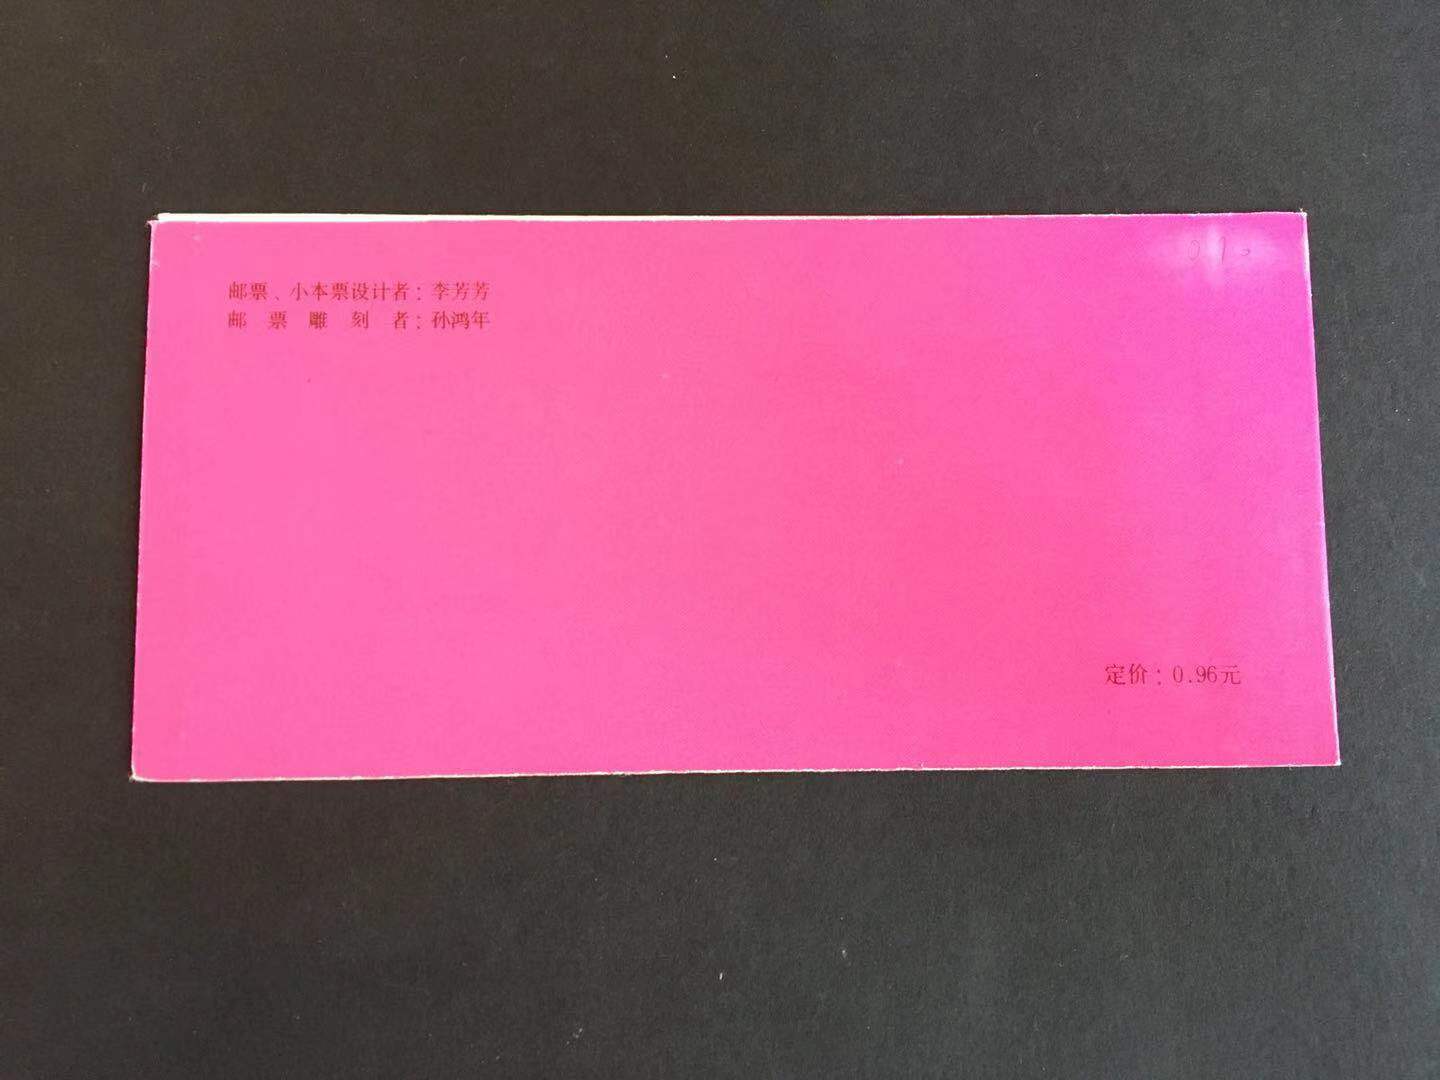 邮票、小本票设计者：李芳芳
邮票雕刻者：孙鸿年
定价：0.96元